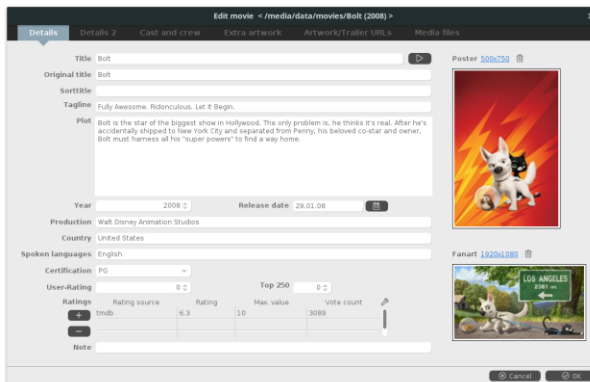 Edit movie < /media/data/movies/Bolt (2008) >
Details Details 2 Cast and crew Extra artwork Artwork/Trailer URLs Media files
Title Bolt
Poster 500x750
Original title Bolt
Sorttitle
Tagline Fully Awesome. Ridonculous. Let It Begin.
Plot Bolt is the star of the biggest show in Hollywood. The only problem is, he thinks it's real. After he's
accidentally shipped to New York City and separated from Penny, his beloved co-star and owner,
Bolt must harness all his "super powers" to find a way home.
Year 2008 Release date 29.01.08
Production Walt Disney Animation Studios
Country United States
Spoken languages English
Fanart 1920x1080
Certification PG
User-Rating 0 Top 250 0
LOS ANGELES
Ratings Rating source Rating Max. value Vote count
tmdb 6.3 10 3089
Note
Cancel OK